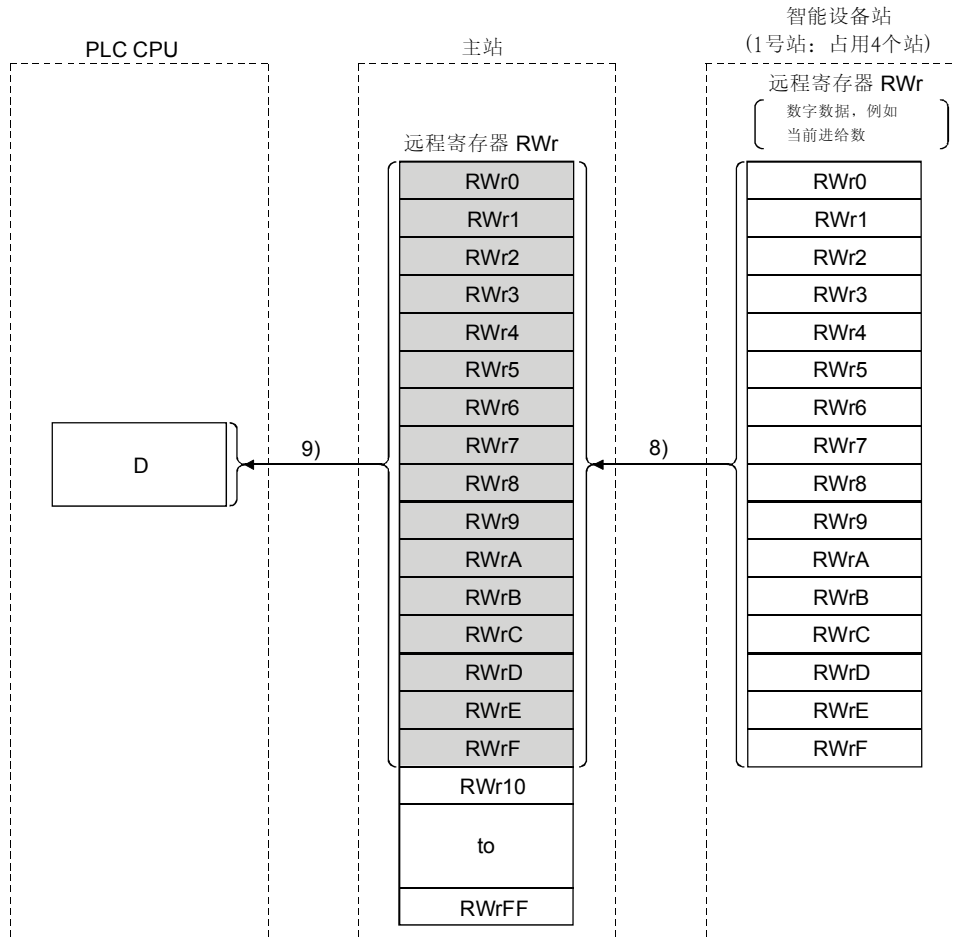 PLC CPU
主站
智能设备站
(1号站：占用4个站)
远程寄存器 RWr
数字数据，例如
当前进给数
远程寄存器 RWr
RWr0
RWr1
RWr2
RWr3
RWr4
RWr5
RWr6
RWr7
RWr8
RWr9
RWrA
RWrB
RWrC
RWrD
RWrE
RWrF
RWr10
to
RWrFF
RWr0
RWr1
RWr2
RWr3
RWr4
RWr5
RWr6
RWr7
RWr8
RWr9
RWrA
RWrB
RWrC
RWrD
RWrE
RWrF
D
9)
8)